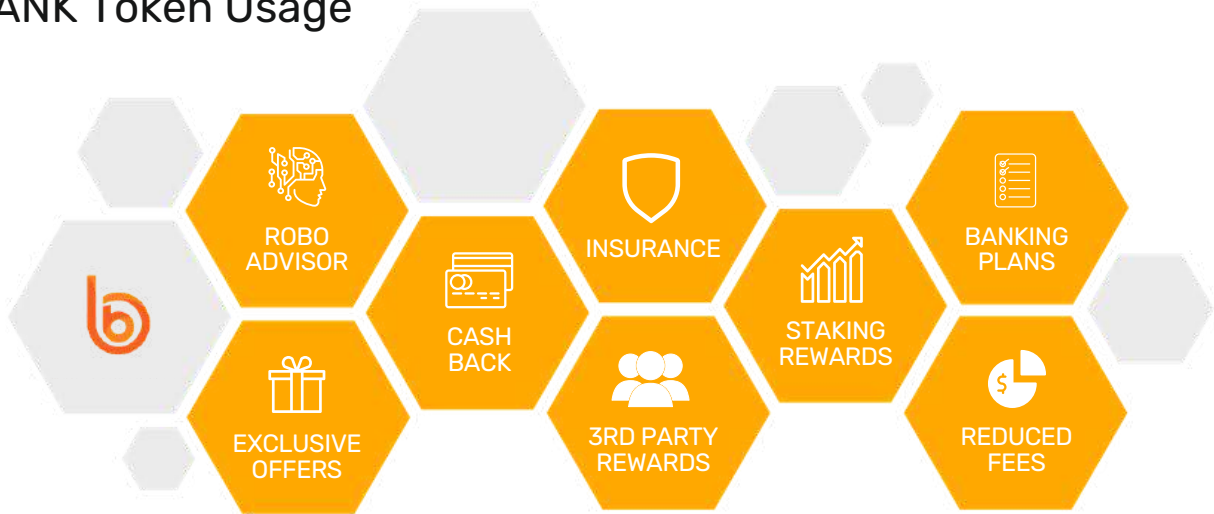 ANK Token Usage
ROBO
ADVISOR
INSURANCE
BANKING
PLANS
CASH
BACK
STAKING
REWARDS
EXCLUSIVE
OFFERS
3RD PARTY
REWARDS
$
REDUCED
FEES